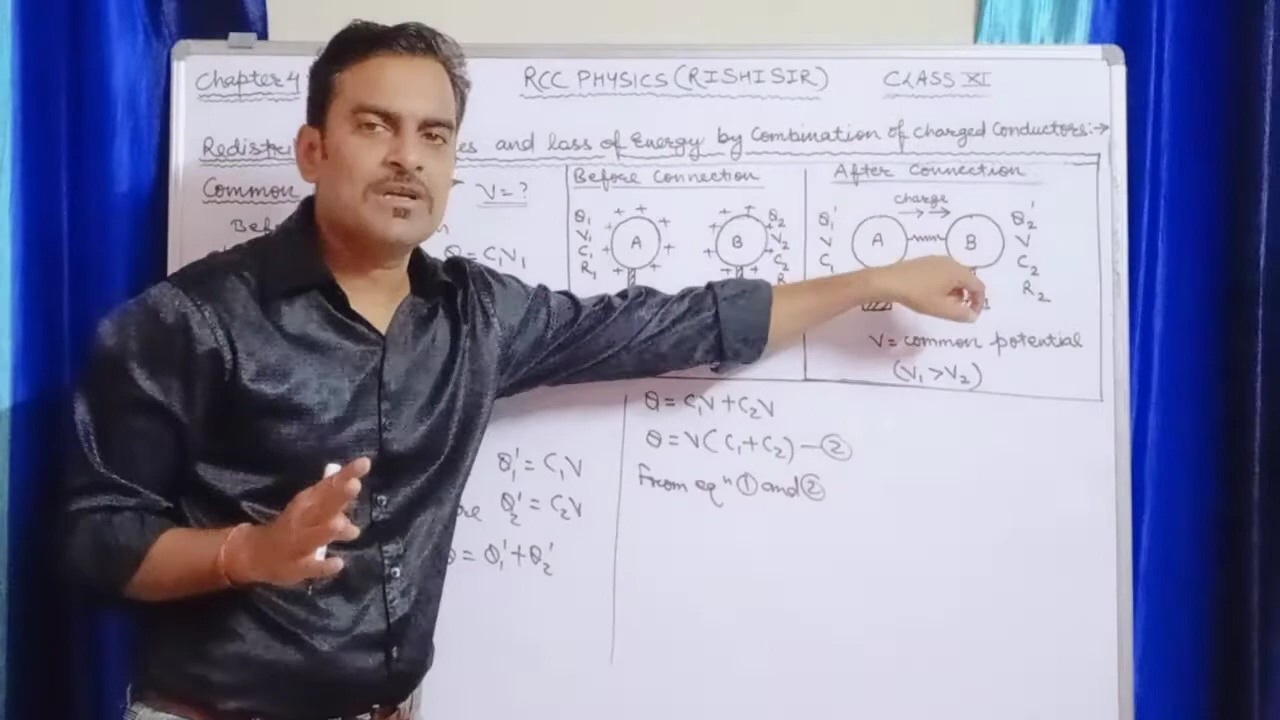 Chapter 4 RCC PHYSICS (RISHI SIR) CLASS XI
Redistri es and loss of Energy by Combination of charged Conductors:→
Common V = ?
Bef
Q = C₁V₁
Before Connection
Q₁ V₁ C₁ R₁ A
B Q₂ V₂ C₂ R
After Connection
charge
Q₁' V C₁ A
B Q₂' V C₂ R₂
V = common potential
(V₁ > V₂)
Q₁' = C₁V
Q₂' = C₂V
= Q₁' + Q₂'
Q = C₁V + C₂V
Q = V(C₁ + C₂) — ②
From eqⁿ ① and ②